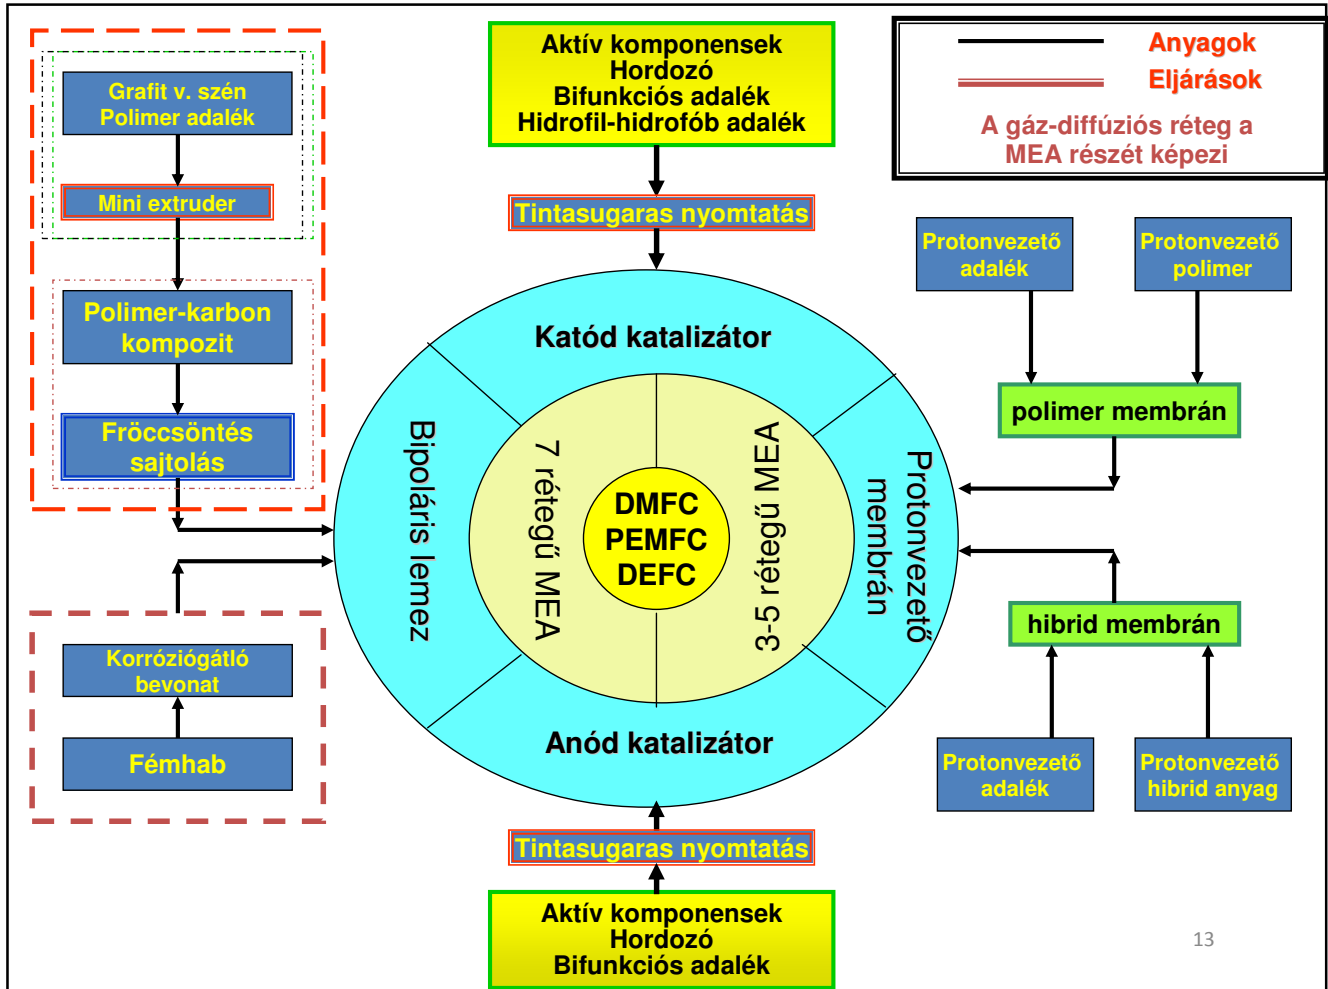 Grafit v. szén
Polimer adalék
Mini extruder
Polimer-karbon
kompozit
Fröccsöntés
sajtolás
Korróziógátló
bevonat
Fémhab
Aktív komponensek
Hordozó
Bifunkciós adalék
Hidrofil-hidrofób adalék
Tintasugaras nyomtatás
Katód katalizátor
Bipoláris lemez
7 rétegű MEA
DMFC
PEMFC
DEFC
3-5 rétegű MEA
Protonvezető
membrán
Anód katalizátor
Tintasugaras nyomtatás
Aktív komponensek
Hordozó
Bifunkciós adalék
Anyagok
Eljárások
A gáz-diffúziós réteg a
MEA részét képezi
Protonvezető
adalék
Protonvezető
polimer
polimer membrán
hibrid membrán
Protonvezető
adalék
Protonvezető
hibrid anyag
13